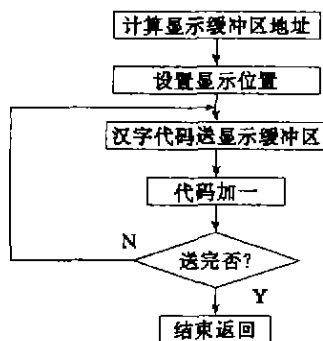 计算显示缓冲区地址
设置显示位置
汉字代码送显示缓冲区
代码加一
N
送完否?
Y
结束返回